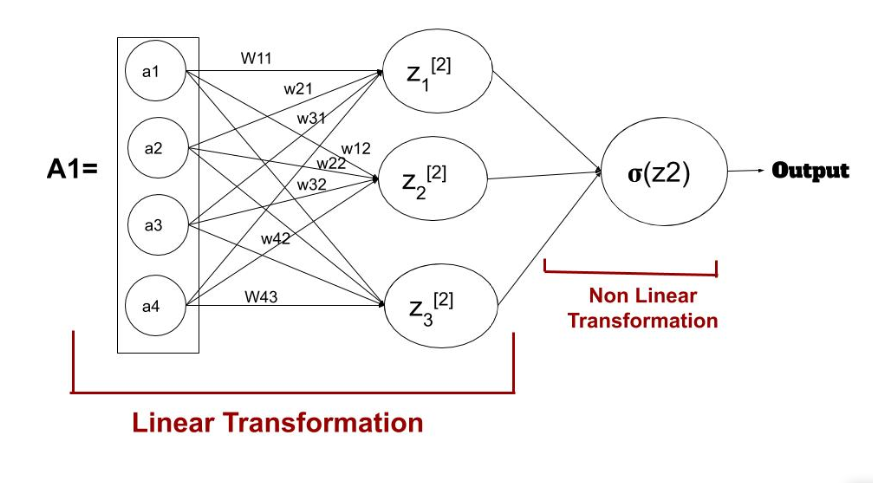 A1=
a1
a2
a3
a4
W11
w21
w31
w12
w22
w32
w42
W43
z1[2]
z2[2]
z3[2]
σ(z2)
Output
Non Linear
Transformation
Linear Transformation